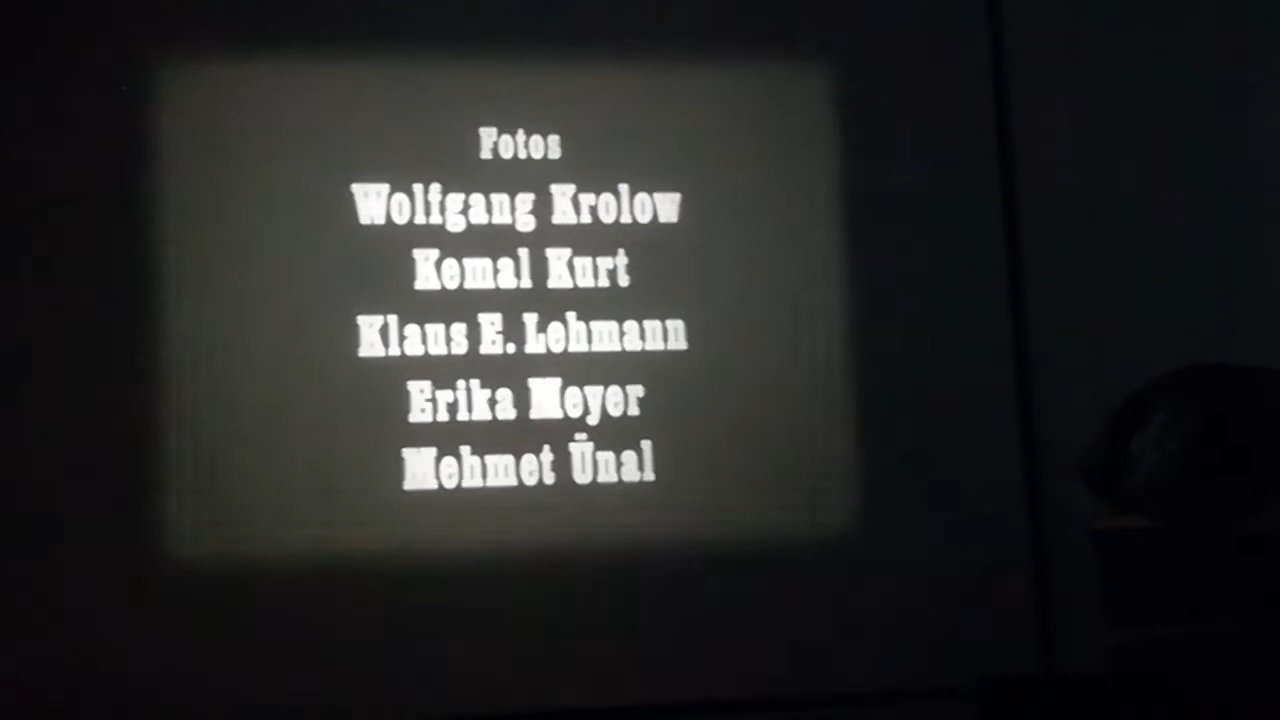 Fotos
Wolfgang Krolow
Kemal Kurt
Klaus E. Lehmann
Erika Meyer
Mehmet Ünal